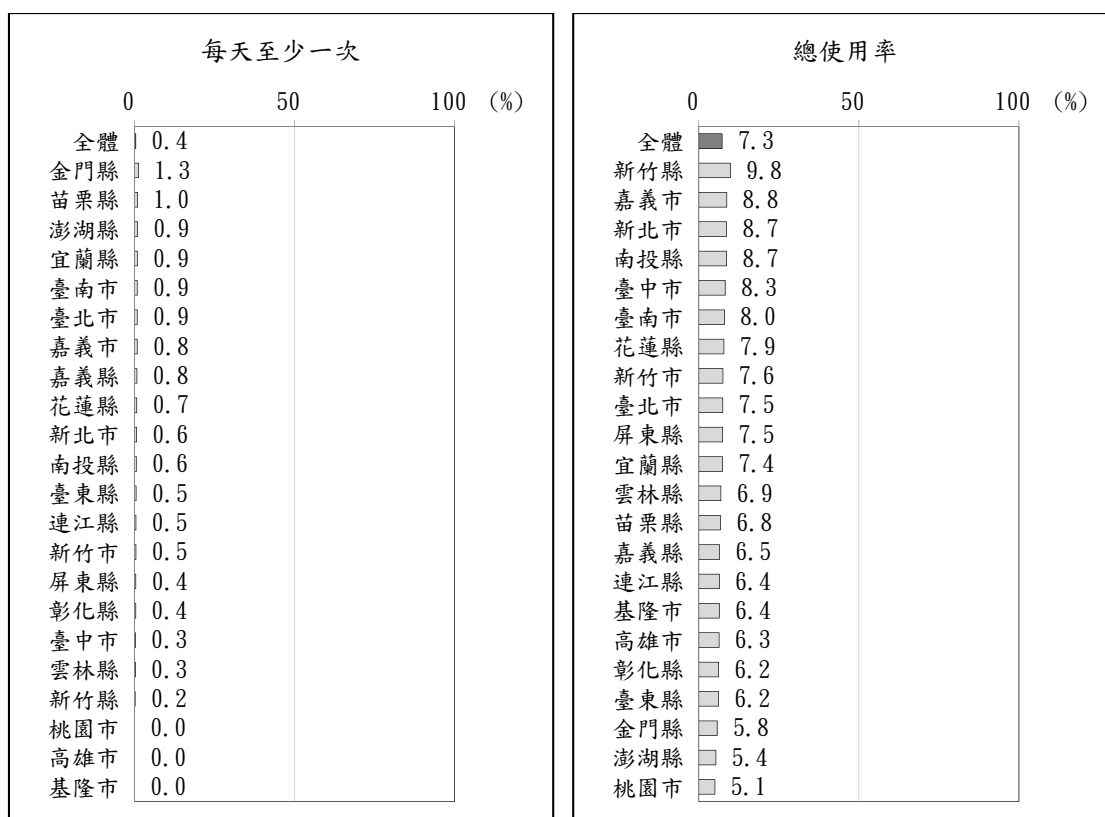 每天至少一次
0 50 100 (%)
全體 0.4
金門縣 1.3
苗栗縣 1.0
澎湖縣 0.9
宜蘭縣 0.9
臺南市 0.9
臺北市 0.9
嘉義市 0.8
嘉義縣 0.8
花蓮縣 0.7
新北市 0.6
南投縣 0.6
臺東縣 0.5
連江縣 0.5
新竹市 0.5
屏東縣 0.4
彰化縣 0.4
臺中市 0.3
雲林縣 0.3
新竹縣 0.2
桃園市 0.0
高雄市 0.0
基隆市 0.0
總使用率
0 50 100 (%)
全體 7.3
新竹縣 9.8
嘉義市 8.8
新北市 8.7
南投縣 8.7
臺中市 8.3
臺南市 8.0
花蓮縣 7.9
新竹市 7.6
臺北市 7.5
屏東縣 7.5
宜蘭縣 7.4
雲林縣 6.9
苗栗縣 6.8
嘉義縣 6.5
連江縣 6.4
基隆市 6.4
高雄市 6.3
彰化縣 6.2
臺東縣 6.2
金門縣 5.8
澎湖縣 5.4
桃園市 5.1